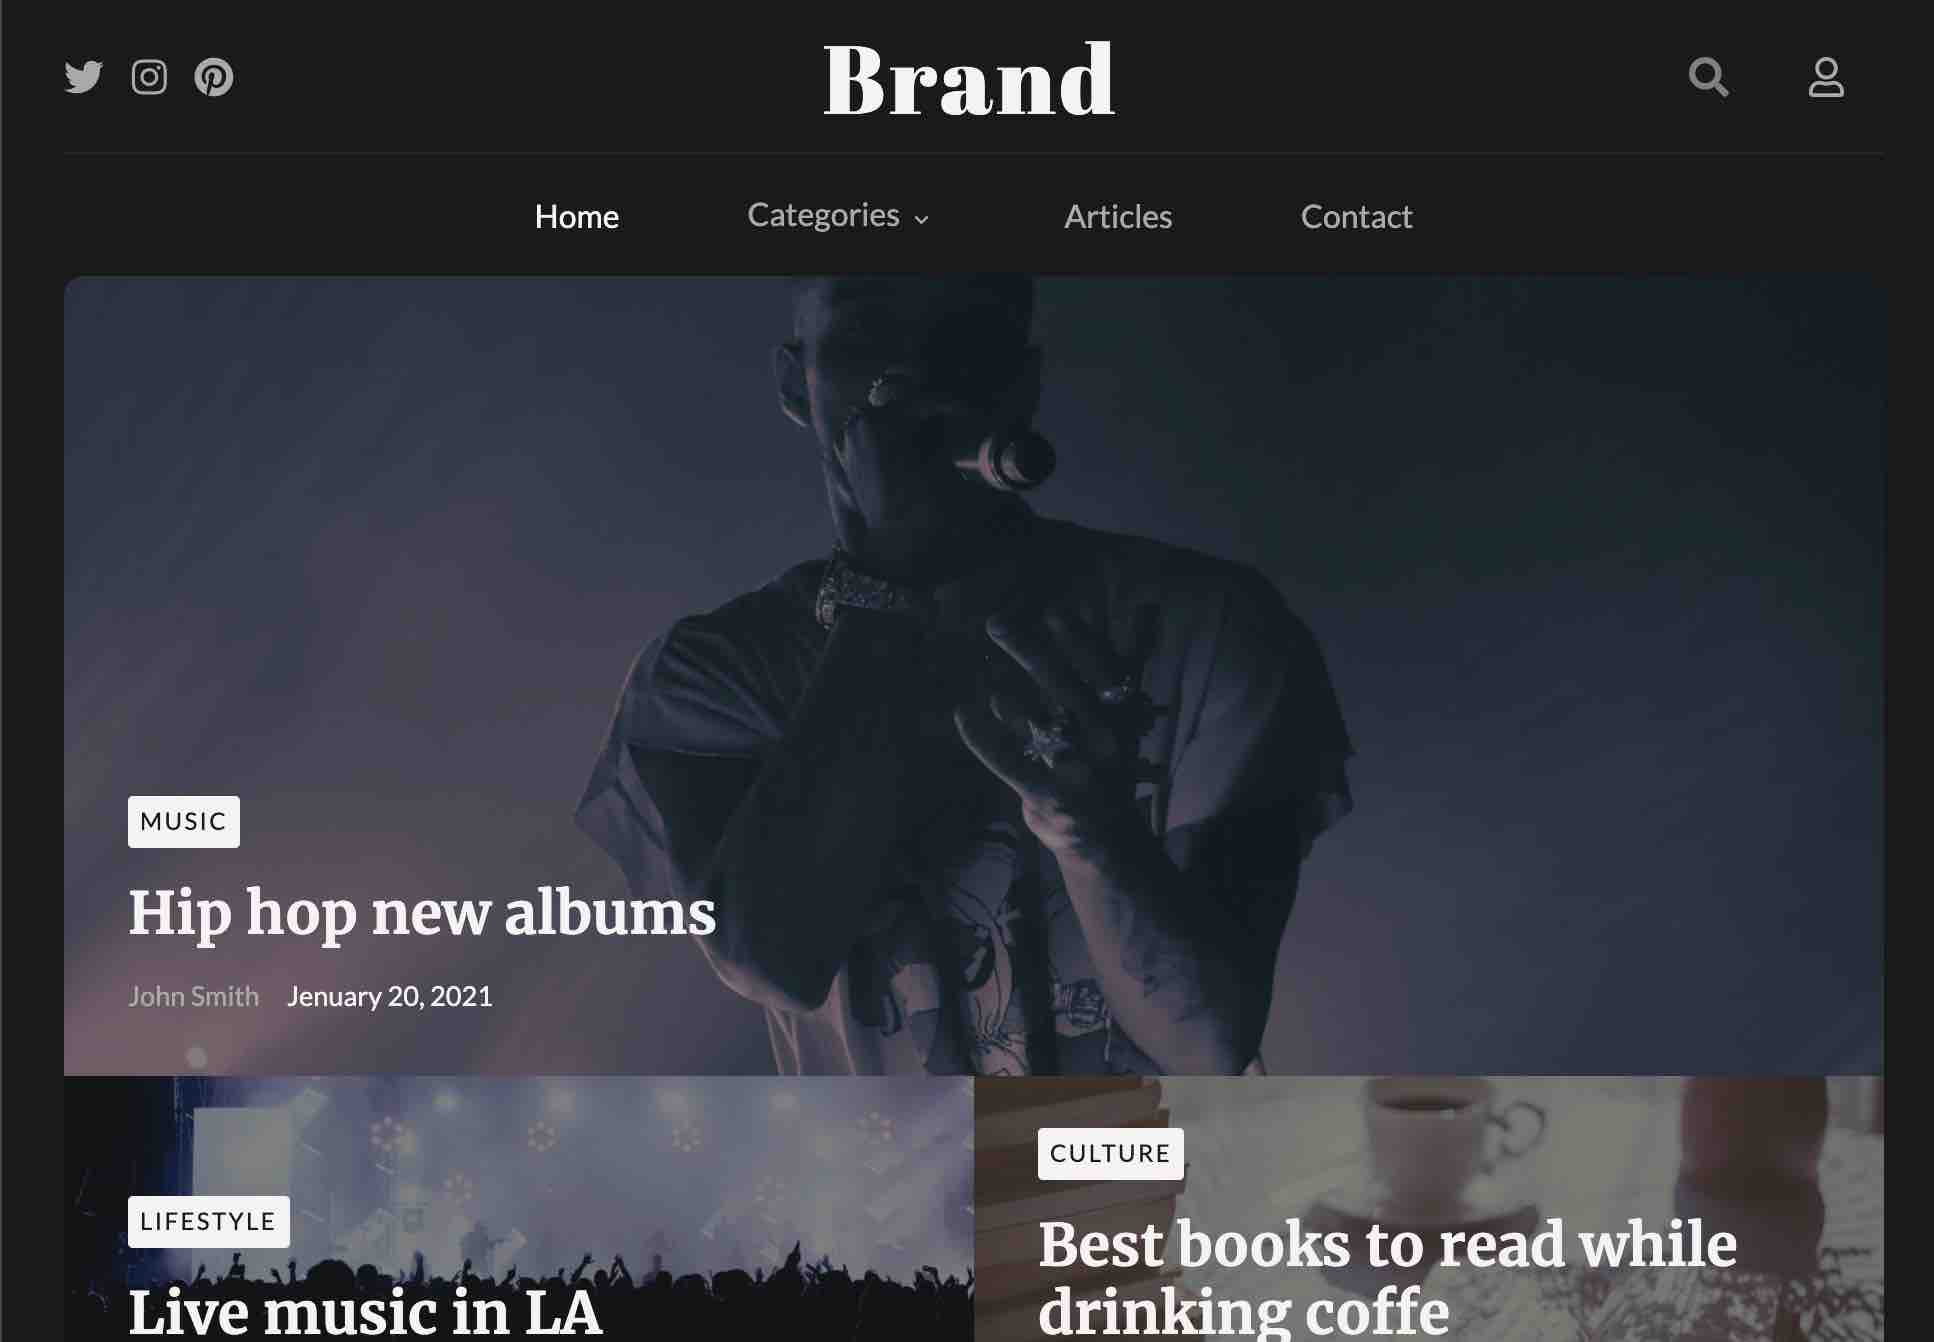 Brand
Home Categories Articles Contact
MUSIC
Hip hop new albums
John Smith Jenuary 20, 2021
LIFESTYLE
Live music in LA
CULTURE
Best books to read while
drinking coffe